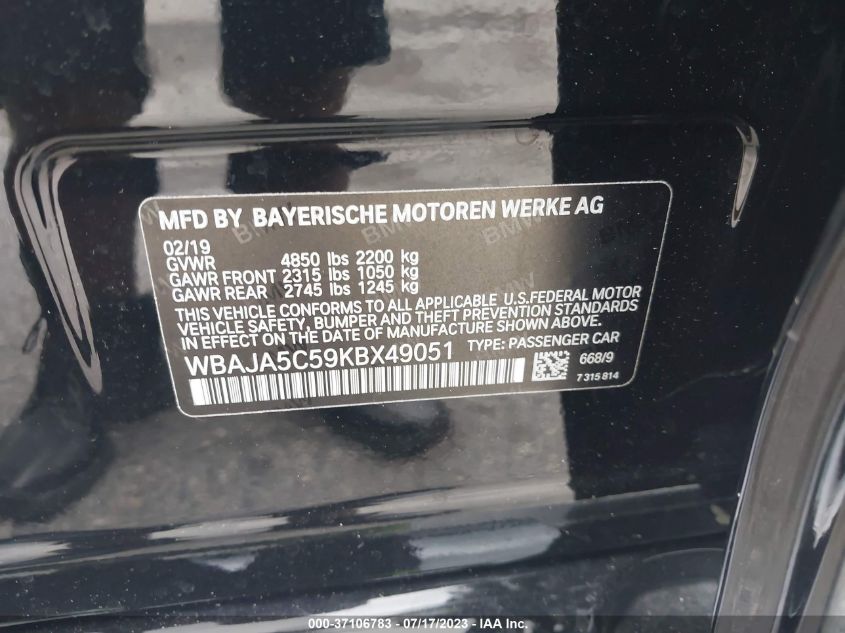 MFD BY BAYERISCHE MOTOREN WERKE AG
02/19
GVWR 4850 lbs 2200 kg
GAWR FRONT 2315 lbs 1050 kg
GAWR REAR 2745 lbs 1245 kg
THIS VEHICLE CONFORMS TO ALL APPLICABLE U.S.FEDERAL MOTOR
VEHICLE SAFETY, BUMPER AND THEFT PREVENTION STANDARDS
IN EFFECT ON THE DATE OF MANUFACTURE SHOWN ABOVE.
WBAJA5C59KBX49051 TYPE: PASSENGER CAR
668/9
7 315 814
000-37106783 - 07/17/2023 - IAA, Inc.